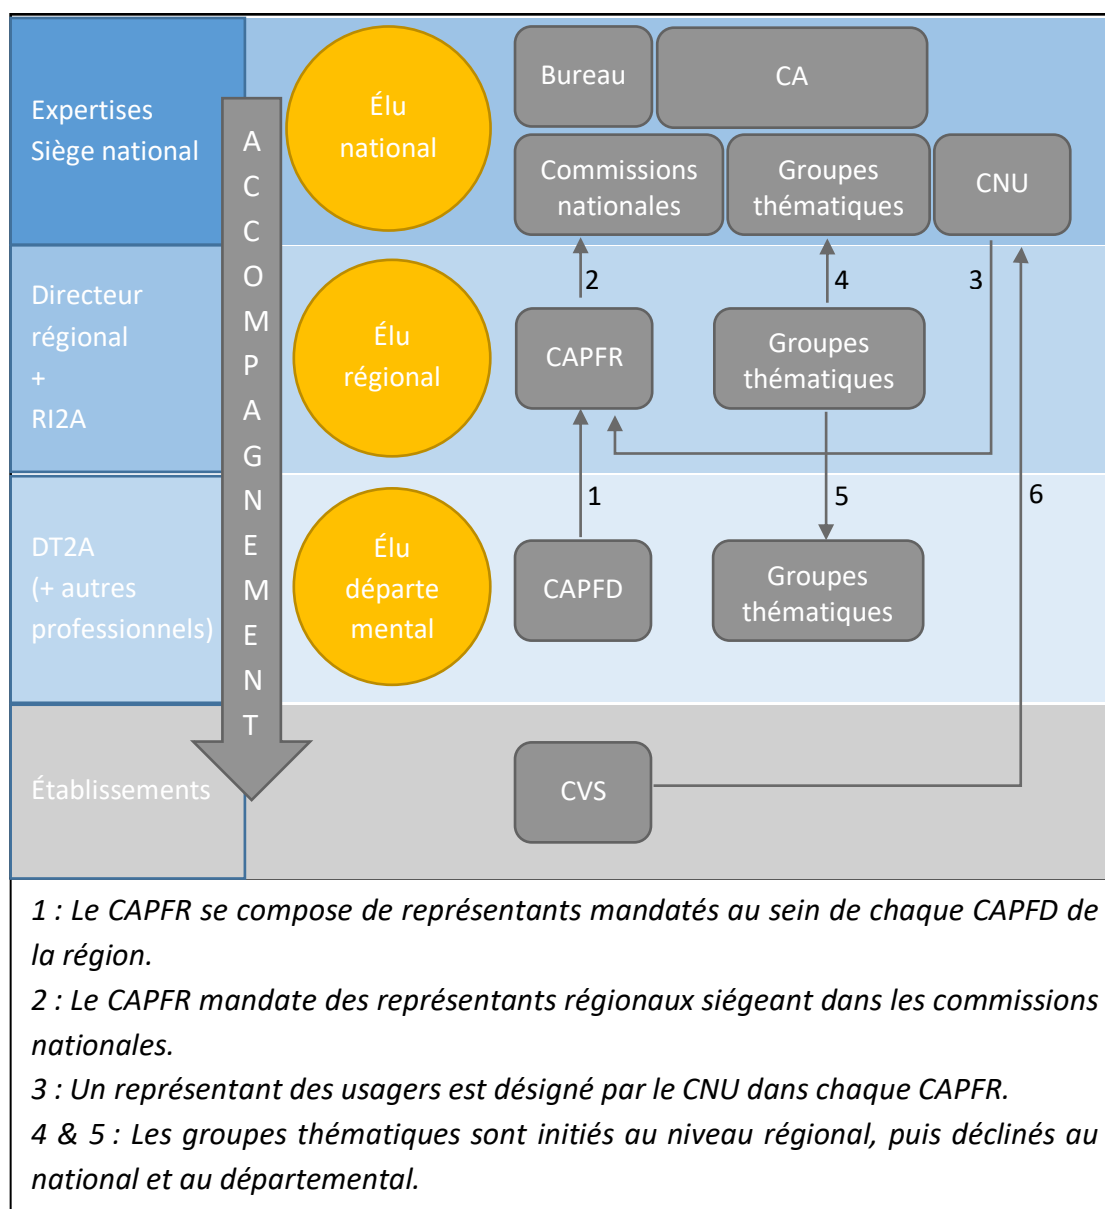 Expertises
Siège national
Élu
national
Bureau
CA
Commissions
nationales
Groupes
thématiques
CNU
ACCOMPAGNEMENT
2
4
3
Directeur
régional
+
RI2A
Élu
régional
CAPFR
Groupes
thématiques
1
5
6
DT2A
(+ autres
professionnels)
Élu
départe
mental
CAPFD
Groupes
thématiques
Établissements
CVS
1 : Le CAPFR se compose de représentants mandatés au sein de chaque CAPFD de
la région.
2 : Le CAPFR mandate des représentants régionaux siégeant dans les commissions
nationales.
3 : Un représentant des usagers est désigné par le CNU dans chaque CAPFR.
4 & 5 : Les groupes thématiques sont initiés au niveau régional, puis déclinés au
national et au départemental.